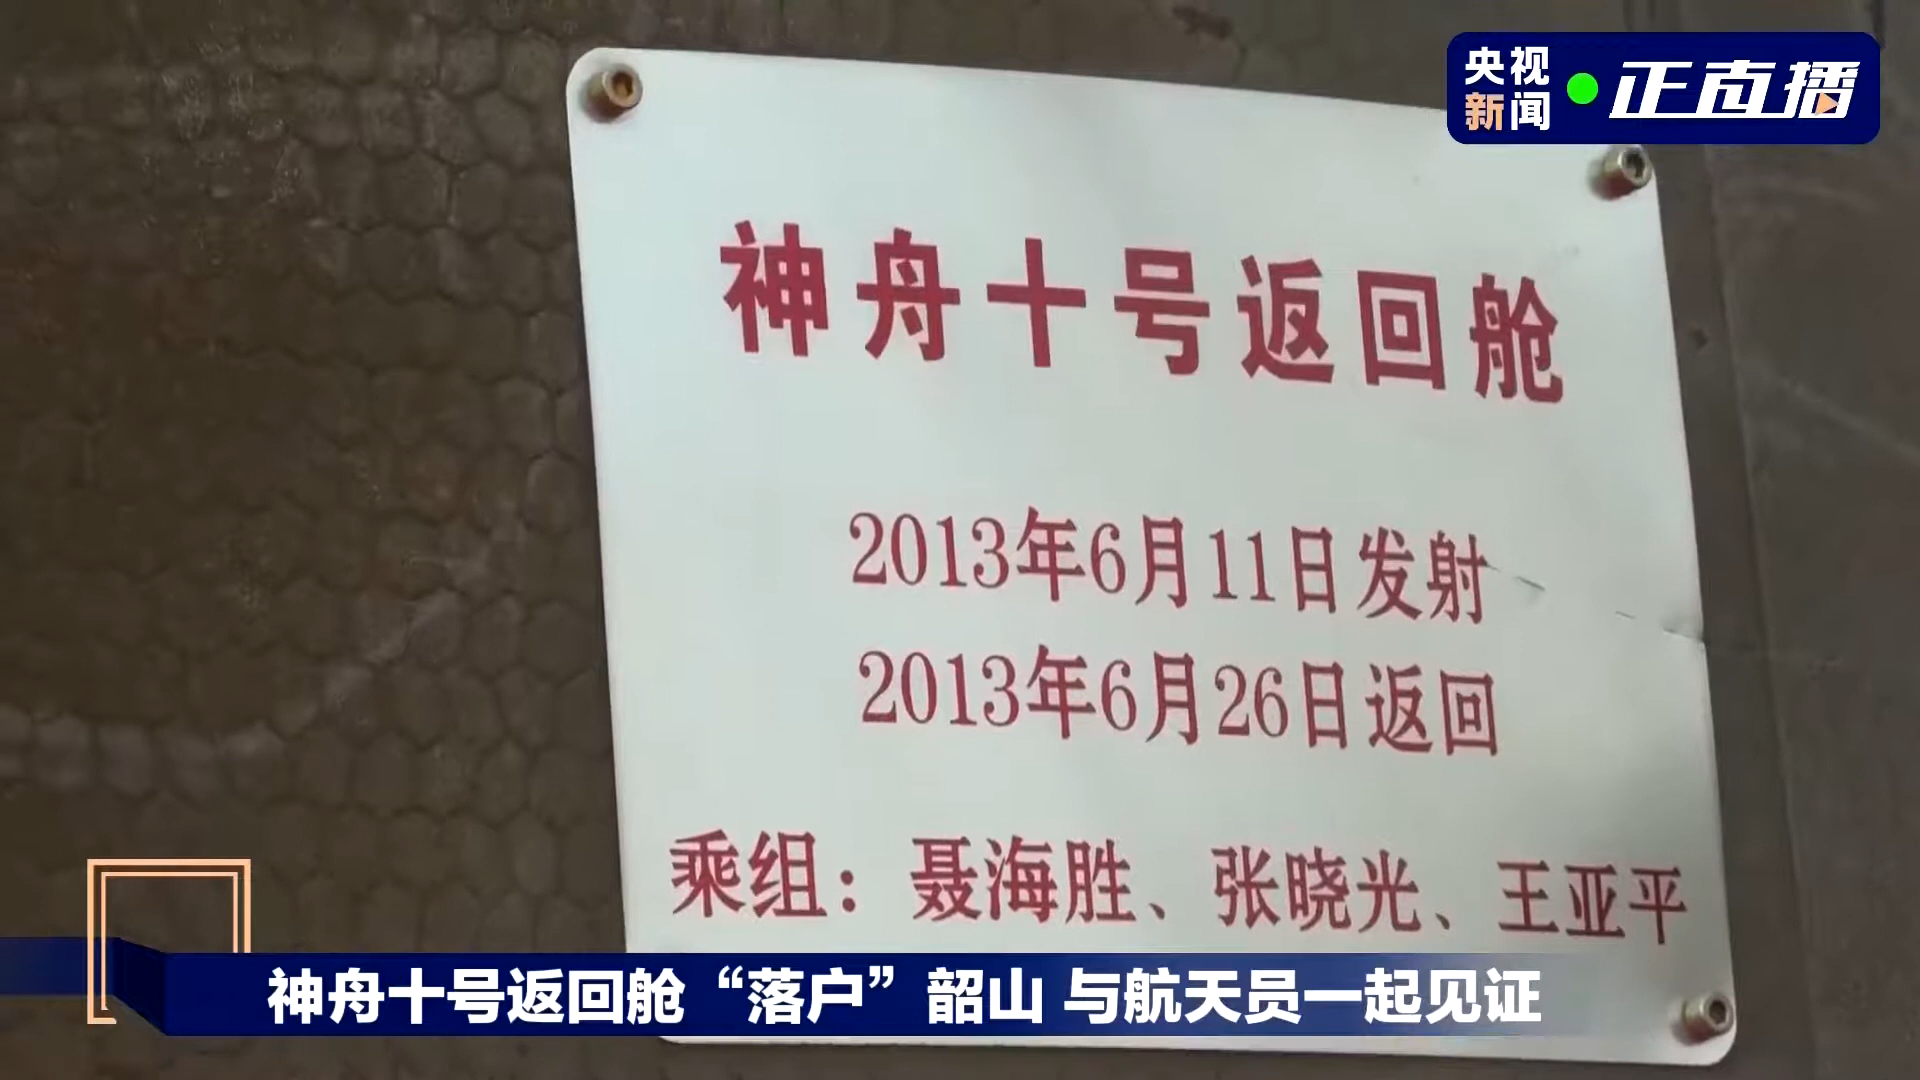 央视
新闻
正直播
神舟十号返回舱
2013年6月11日发射
2013年6月26日返回
乘组：聂海胜、张晓光、王亚平
神舟十号返回舱“落户”韶山 与航天员一起见证